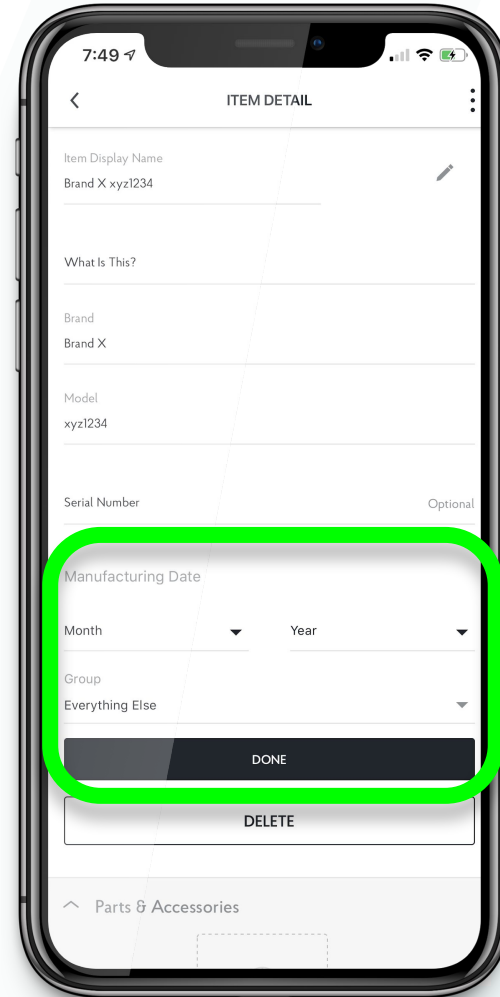 7:49
ITEM DETAIL
Item Display Name
Brand X xyz1234
What Is This?
Brand
Brand X
Model
xyz1234
Serial Number Optional
Manufacturing Date
Month Year
Group
Everything Else
DONE
DELETE
Parts & Accessories